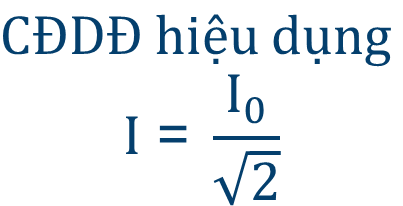 CĐDĐ hiệu dụng
I = I₀/√2